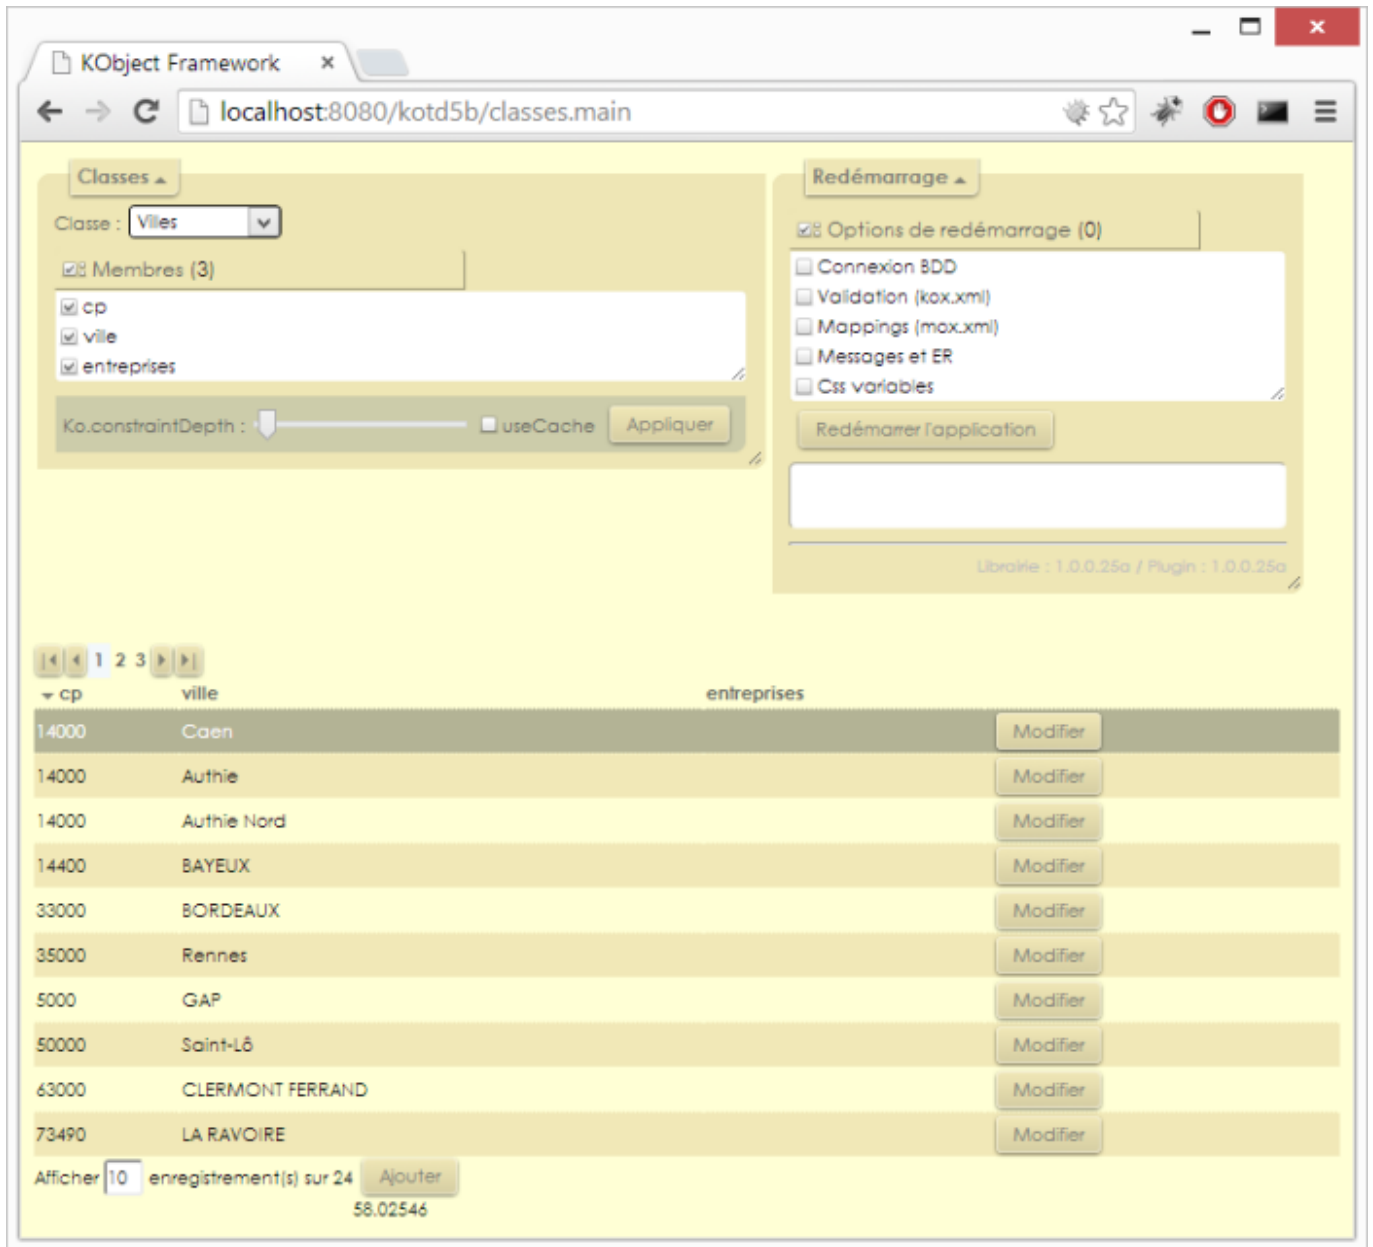 KObject Framework
localhost:8080/kotd5b/classes.main
Classes
Classe : Villes
Membres (3)
cp
ville
entreprises
Ko.constraintDepth : useCache Appliquer
Redémarrage
Options de redémarrage (0)
Connexion BDD
Validation (kox.xml)
Mappings (mox.xml)
Messages et ER
Css variables
Redémarrer l'application
Librairie : 1.0.0.25a / Plugin : 1.0.0.25a
1 2 3
cp ville entreprises
14000 Caen Modifier
14000 Authie Modifier
14000 Authie Nord Modifier
14400 BAYEUX Modifier
33000 BORDEAUX Modifier
35000 Rennes Modifier
5000 GAP Modifier
50000 Saint-Lô Modifier
63000 CLERMONT FERRAND Modifier
73490 LA RAVOIRE Modifier
Afficher 10 enregistrement(s) sur 24 Ajouter
58.02546